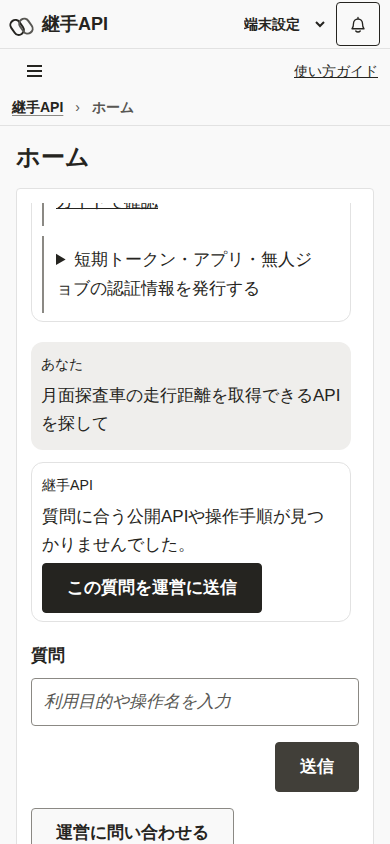 継手API
端末設定
使い方ガイド
継手API › ホーム
ホーム
ガイドで確認
▶ 短期トークン・アプリ・無人ジ
ョブの認証情報を発行する
あなた
月面探査車の走行距離を取得できるAPI
を探して
継手API
質問に合う公開APIや操作手順が見つ
かりませんでした。
この質問を運営に送信
質問
利用目的や操作名を入力
送信
運営に問い合わせる